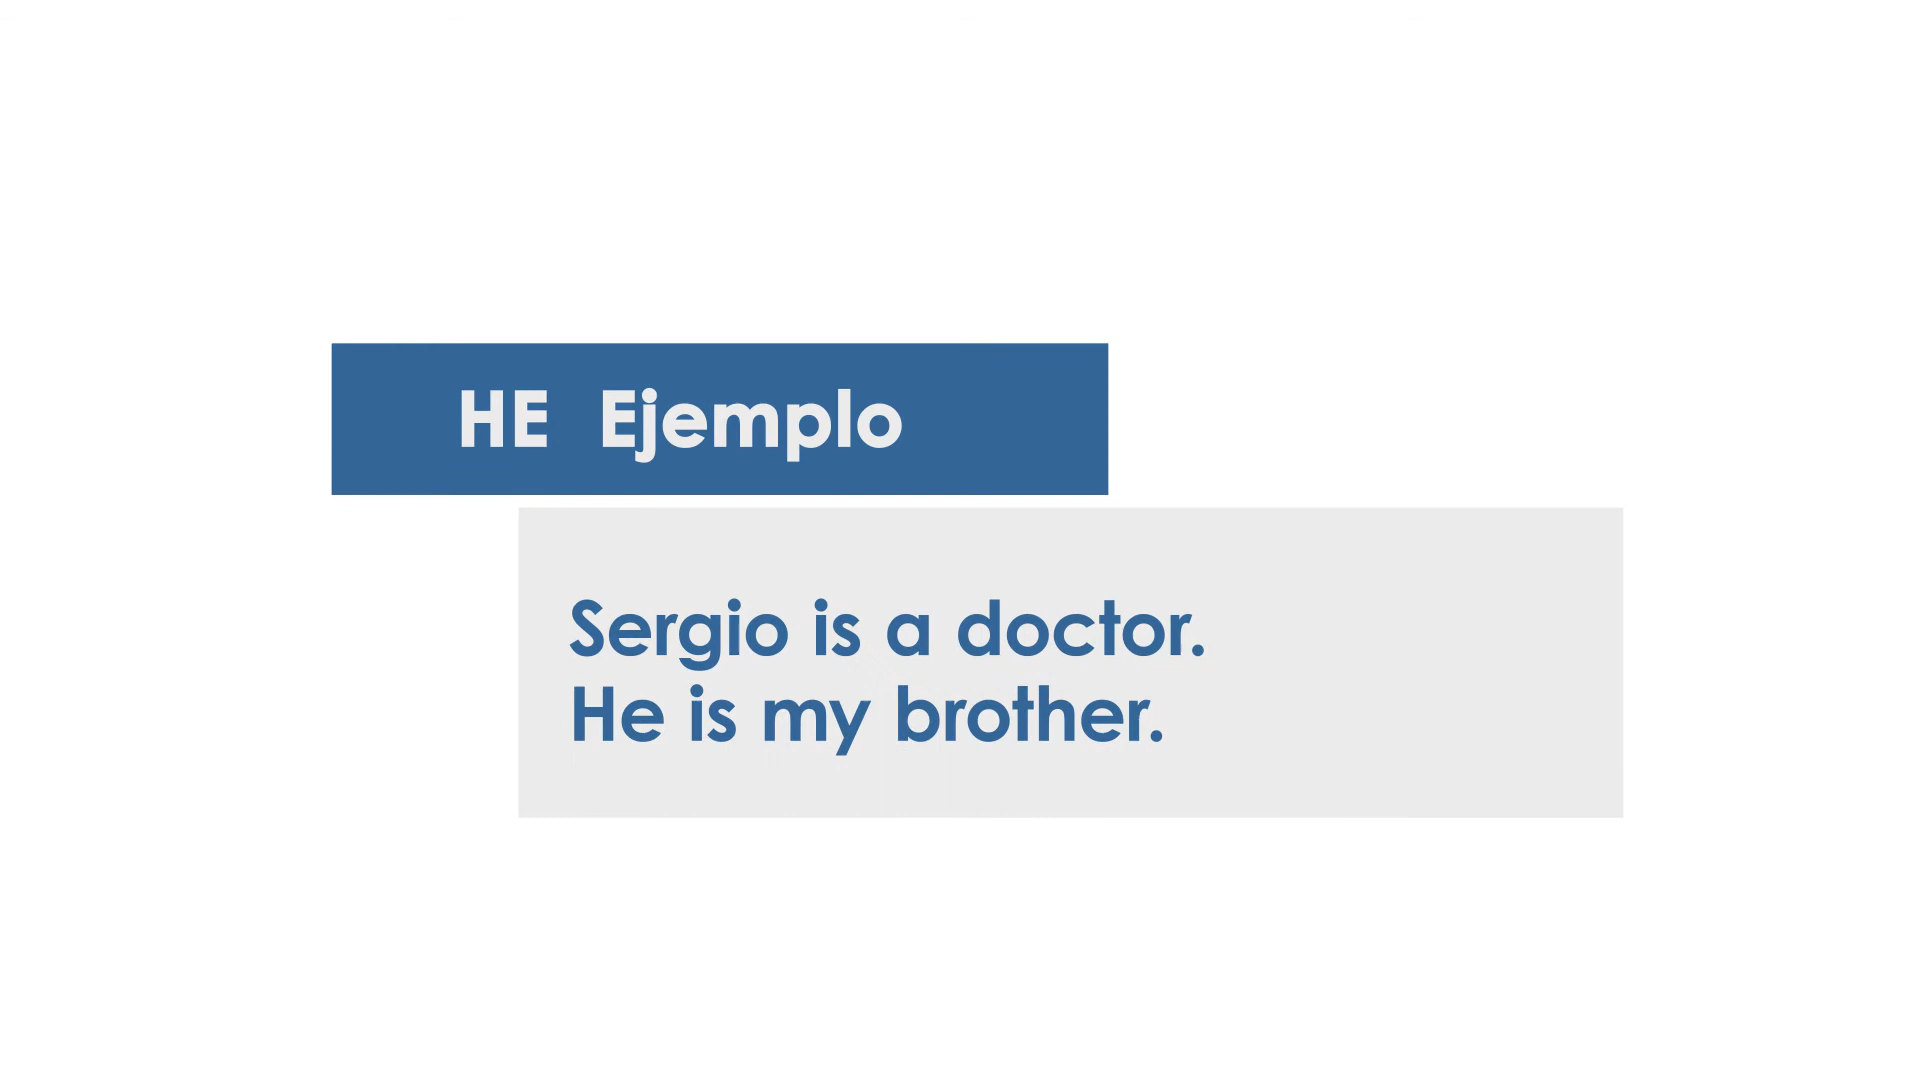 HE Ejemplo
Sergio is a doctor.
He is my brother.